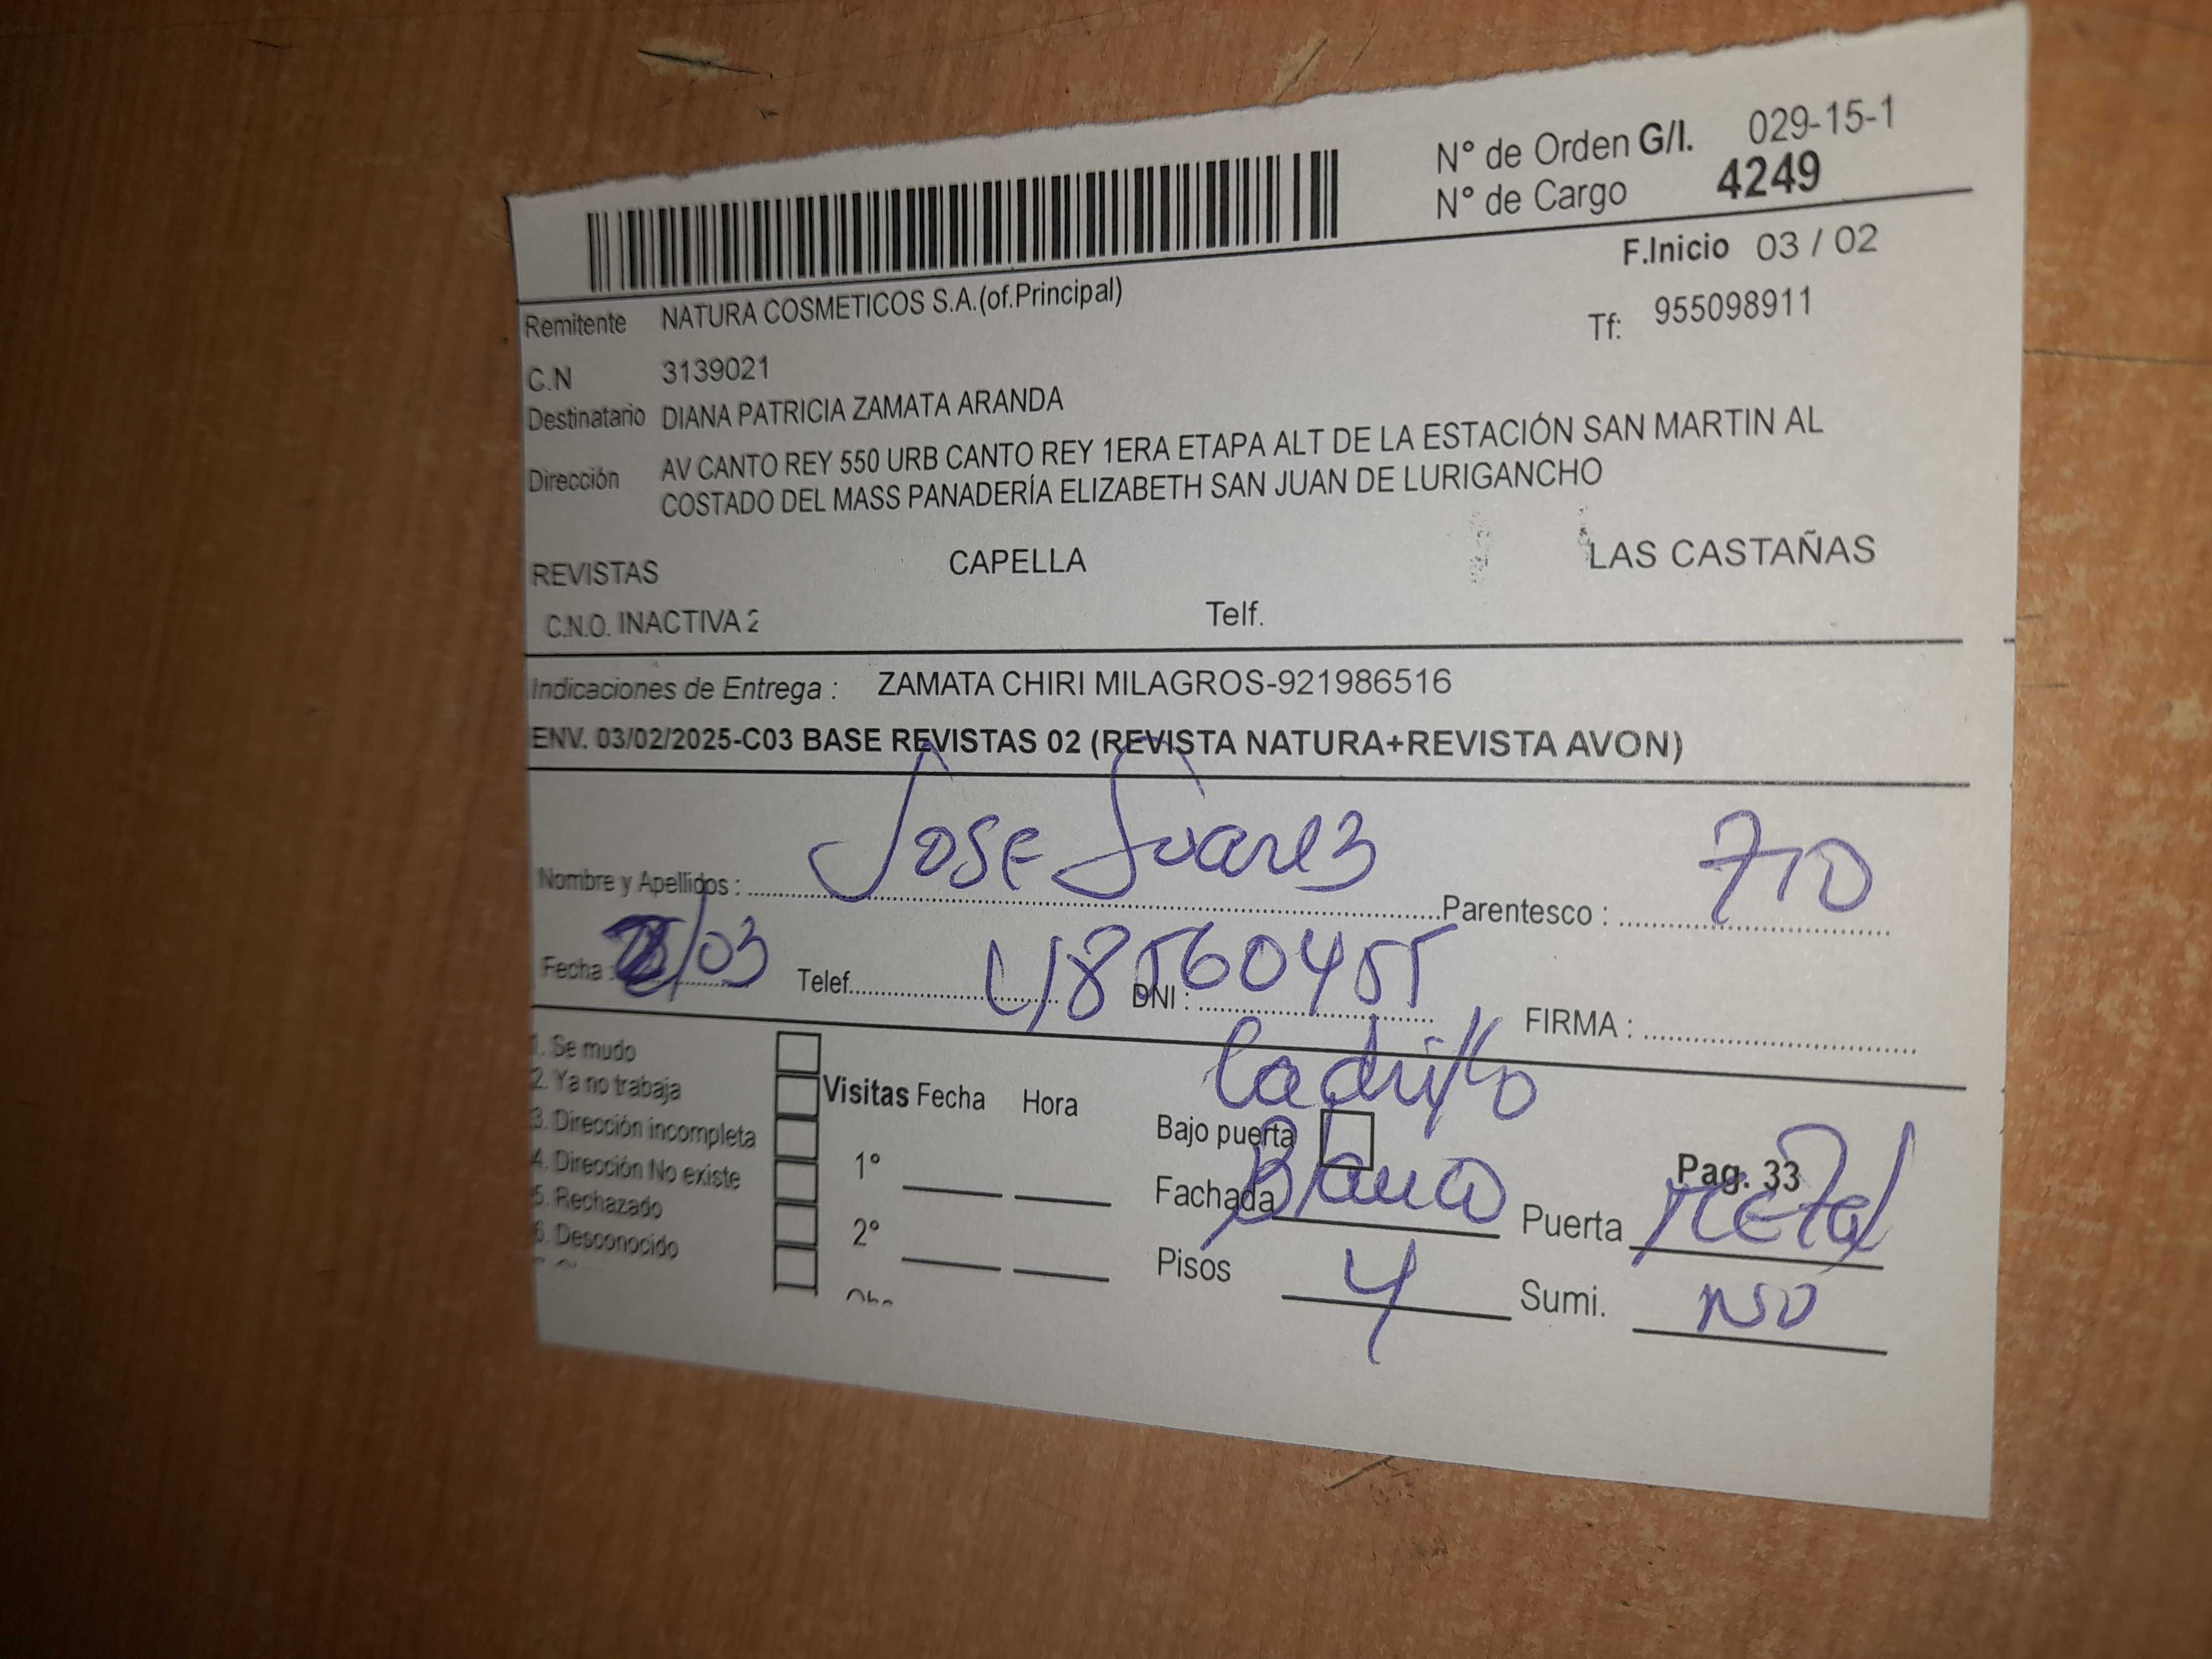 N° de Orden G/I. 029-15-1
N° de Cargo 4249
F.Inicio 03 / 02
Remitente NATURA COSMETICOS S.A.(of.Principal)
Tf: 955098911
C.N 3139021
Destinatario DIANA PATRICIA ZAMATA ARANDA
Dirección AV CANTO REY 550 URB CANTO REY 1ERA ETAPA ALT DE LA ESTACIÓN SAN MARTIN AL
COSTADO DEL MASS PANADERÍA ELIZABETH SAN JUAN DE LURIGANCHO
REVISTAS CAPELLA LAS CASTAÑAS
C.N.O. INACTIVA 2 Telf.
Indicaciones de Entrega : ZAMATA CHIRI MILAGROS-921986516
ENV. 03/02/2025-C03 BASE REVISTAS 02 (REVISTA NATURA+REVISTA AVON)
Nombre y Apellidos : Jose Suarez Parentesco : TIO
Fecha : /03 Telef. DNI : 48560455 FIRMA :
ladrillo
1. Se mudo
2. Ya no trabaja
3. Dirección incompleta
4. Dirección No existe
5. Rechazado
6. Desconocido
Visitas Fecha Hora
1°
2°
Bajo puerta
Pag. 33
Fachada Blanco Puerta Metal
Pisos 4 Sumi. NSD